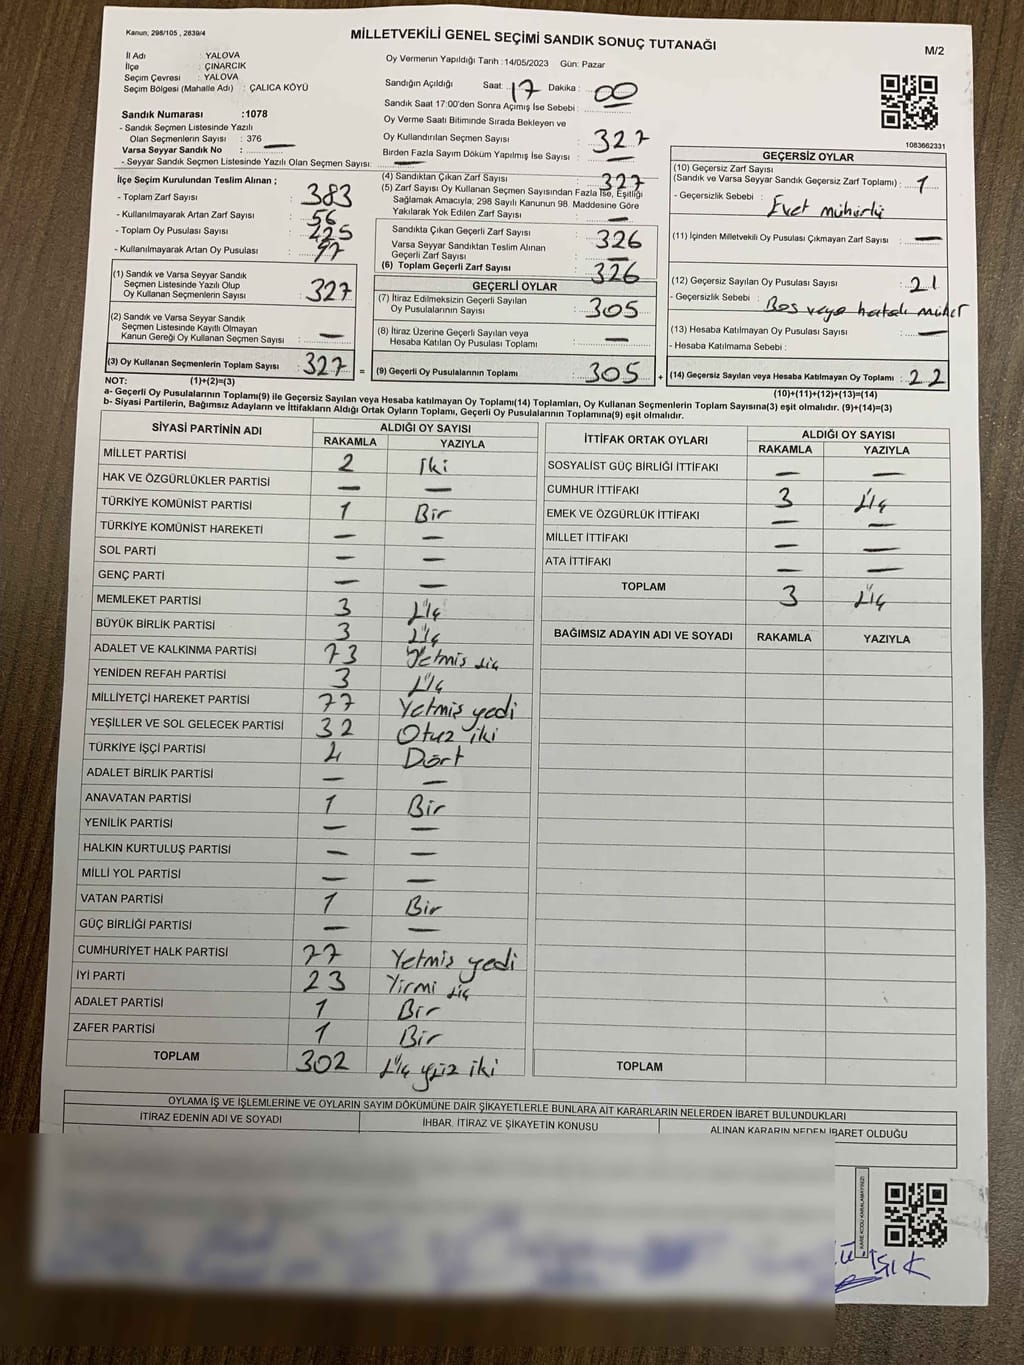 Kanun; 298/105 , 2839/4
MİLLETVEKİLİ GENEL SEÇİMİ SANDIK SONUÇ TUTANAĞI
M/2
İl Adı : YALOVA
İlçe : ÇINARCIK
Seçim Çevresi : YALOVA
Seçim Bölgesi (Mahalle Adı) : ÇALICA KÖYÜ
Sandık Numarası :1078
- Sandık Seçmen Listesinde Yazılı
Olan Seçmenlerin Sayısı : 376
Varsa Seyyar Sandık No : —
- Seyyar Sandık Seçmen Listesinde Yazılı Olan Seçmen Sayısı: —
Oy Vermenin Yapıldığı Tarih :14/05/2023 Gün: Pazar
Sandığın Açıldığı Saat: 17 Dakika: 00
Sandık Saat 17:00'den Sonra Açılmış İse Sebebi : —
Oy Verme Saati Bitiminde Sırada Bekleyen ve
Oy Kullandırılan Seçmen Sayısı : 327
Birden Fazla Sayım Döküm Yapılmış İse Sayısı : —
1083662331
İlçe Seçim Kurulundan Teslim Alınan ;
- Toplam Zarf Sayısı : 383
- Kullanılmayarak Artan Zarf Sayısı : 56
- Toplam Oy Pusulası Sayısı
- Kullanılmayarak Artan Oy Pusulası
(1) Sandık ve Varsa Seyyar Sandık
Seçmen Listesinde Yazılı Olup
Oy Kullanan Seçmenlerin Sayısı : 327
(2) Sandık ve Varsa Seyyar Sandık
Seçmen Listesinde Kayıtlı Olmayan
Kanun Gereği Oy Kullanan Seçmen Sayısı : —
(3) Oy Kullanan Seçmenlerin Toplam Sayısı : 327 =
(4) Sandıktan Çıkan Zarf Sayısı : 327
(5) Zarf Sayısı Oy Kullanan Seçmen Sayısından Fazla İse, Eşitliği
Sağlamak Amacıyla; 298 Sayılı Kanunun 98. Maddesine Göre
Yakılarak Yok Edilen Zarf Sayısı : —
Sandıkta Çıkan Geçerli Zarf Sayısı : 326
Varsa Seyyar Sandıktan Teslim Alınan
Geçerli Zarf Sayısı : —
(6) Toplam Geçerli Zarf Sayısı : 326
GEÇERLİ OYLAR
(7) İtiraz Edilmeksizin Geçerli Sayılan
Oy Pusulalarının Sayısı : 305
(8) İtiraz Üzerine Geçerli Sayılan veya
Hesaba Katılan Oy Pusulası Toplamı : —
(9) Geçerli Oy Pusulalarının Toplamı : 305 +
GEÇERSİZ OYLAR
(10) Geçersiz Zarf Sayısı
(Sandık ve Varsa Seyyar Sandık Geçersiz Zarf Toplamı) : 1
- Geçersizlik Sebebi : Evet mühürlü
(11) İçinden Milletvekili Oy Pusulası Çıkmayan Zarf Sayısı : —
(12) Geçersiz Sayılan Oy Pusulası Sayısı : 21
- Geçersizlik Sebebi : Boş veya hatalı mühür
(13) Hesaba Katılmayan Oy Pusulası Sayısı : —
- Hesaba Katılmama Sebebi :
(14) Geçersiz Sayılan veya Hesaba Katılmayan Oy Toplamı : 22
NOT: (1)+(2)=(3)
(10)+(11)+(12)+(13)=(14)
a- Geçerli Oy Pusulalarının Toplamı(9) ile Geçersiz Sayılan veya Hesaba katılmayan Oy Toplamı(14) Toplamları, Oy Kullanan Seçmenlerin Toplam Sayısına(3) eşit olmalıdır. (9)+(14)=(3)
b- Siyasi Partilerin, Bağımsız Adayların ve İttifakların Aldığı Ortak Oyların Toplamı, Geçerli Oy Pusulalarının Toplamına(9) eşit olmalıdır.
SİYASİ PARTİNİN ADI ALDIĞI OY SAYISI
RAKAMLA YAZIYLA
MİLLET PARTİSİ 2 iki
HAK VE ÖZGÜRLÜKLER PARTİSİ — —
TÜRKİYE KOMÜNİST PARTİSİ 1 Bir
TÜRKİYE KOMÜNİST HAREKETİ — —
SOL PARTİ — —
GENÇ PARTİ — —
MEMLEKET PARTİSİ 3 Üç
BÜYÜK BİRLİK PARTİSİ 3 Üç
ADALET VE KALKINMA PARTİSİ 73 Yetmiş üç
YENİDEN REFAH PARTİSİ 3 Üç
MİLLİYETÇİ HAREKET PARTİSİ 77 Yetmiş yedi
YEŞİLLER VE SOL GELECEK PARTİSİ 32 Otuz iki
TÜRKİYE İŞÇİ PARTİSİ 4 Dört
ADALET BİRLİK PARTİSİ — —
ANAVATAN PARTİSİ 1 Bir
YENİLİK PARTİSİ — —
HALKIN KURTULUŞ PARTİSİ — —
MİLLİ YOL PARTİSİ — —
VATAN PARTİSİ 1 Bir
GÜÇ BİRLİĞİ PARTİSİ — —
CUMHURİYET HALK PARTİSİ 77 Yetmiş yedi
İYİ PARTİ 23 Yirmi üç
ADALET PARTİSİ 1 Bir
ZAFER PARTİSİ 1 Bir
TOPLAM 302 Üç yüz iki
İTTİFAK ORTAK OYLARI ALDIĞI OY SAYISI
RAKAMLA YAZIYLA
SOSYALİST GÜÇ BİRLİĞİ İTTİFAKI — —
CUMHUR İTTİFAKI 3 Üç
EMEK VE ÖZGÜRLÜK İTTİFAKI — —
MİLLET İTTİFAKI — —
ATA İTTİFAKI — —
TOPLAM 3 Üç
BAĞIMSIZ ADAYIN ADI VE SOYADI RAKAMLA YAZIYLA
TOPLAM
OYLAMA İŞ VE İŞLEMLERİNE VE OYLARIN SAYIM DÖKÜMÜNE DAİR ŞİKAYETLERLE BUNLARA AİT KARARLARIN NELERDEN İBARET BULUNDUKLARI
İTİRAZ EDENİN ADI VE SOYADI İHBAR, İTİRAZ VE ŞİKAYETİN KONUSU ALINAN KARARIN NEDEN İBARET OLDUĞU
KARE KODU KARALAMAYINIZ!
IŞIK